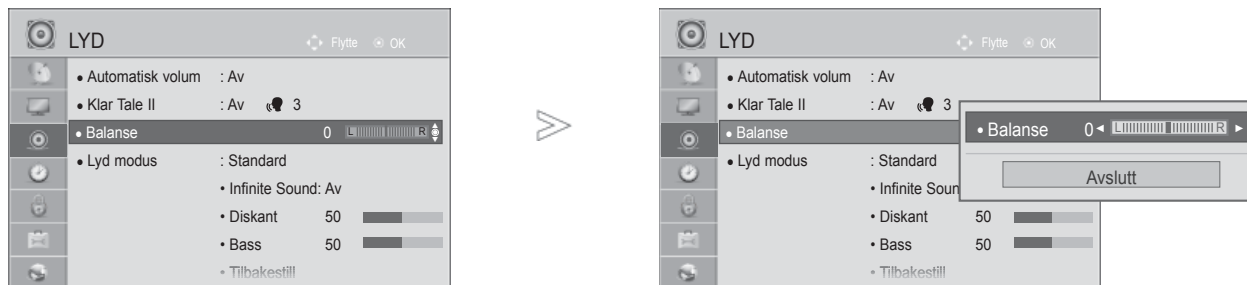 LYD Flytte OK
• Automatisk volum : Av
• Klar Tale II : Av 3
• Balanse 0 L R
• Lyd modus : Standard
• Infinite Sound: Av
• Diskant 50
• Bass 50
• Tilbakestill
LYD Flytte OK
• Automatisk volum : Av
• Klar Tale II : Av 3
• Balanse
• Lyd modus : Standard
• Infinite Soun
• Diskant 50
• Bass 50
• Tilbakestill
• Balanse 0 L R
Avslutt